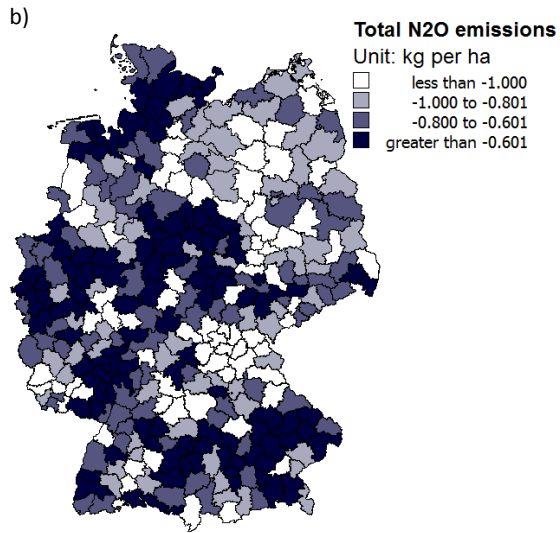 b)
Total N2O emissions
Unit: kg per ha
less than -1.000
-1.000 to -0.801
-0.800 to -0.601
greater than -0.601